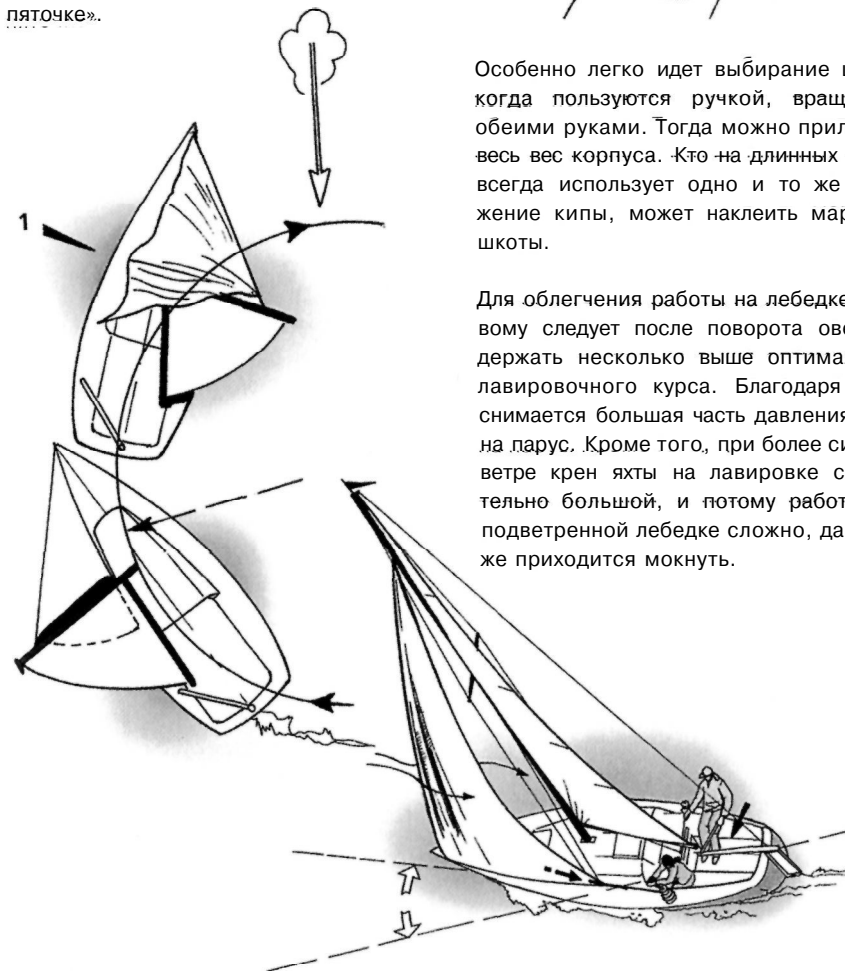 пяточке».
Особенно легко идет выбирание
когда пользуются ручкой, вращ
обеими руками. Тогда можно прил
весь вес корпуса. Кто на длинных
всегда использует одно и то же
жение кипы, может наклеить мар
шкоты.
Для облегчения работы на лебедке
вому следует после поворота ове
держать несколько выше оптима
лавировочного курса. Благодаря
снимается большая часть давления
на парус. Кроме того, при более си
ветре крен яхты на лавировке с
тельно большой, и потому работ
подветренной лебедке сложно, да
же приходится мокнуть.
1